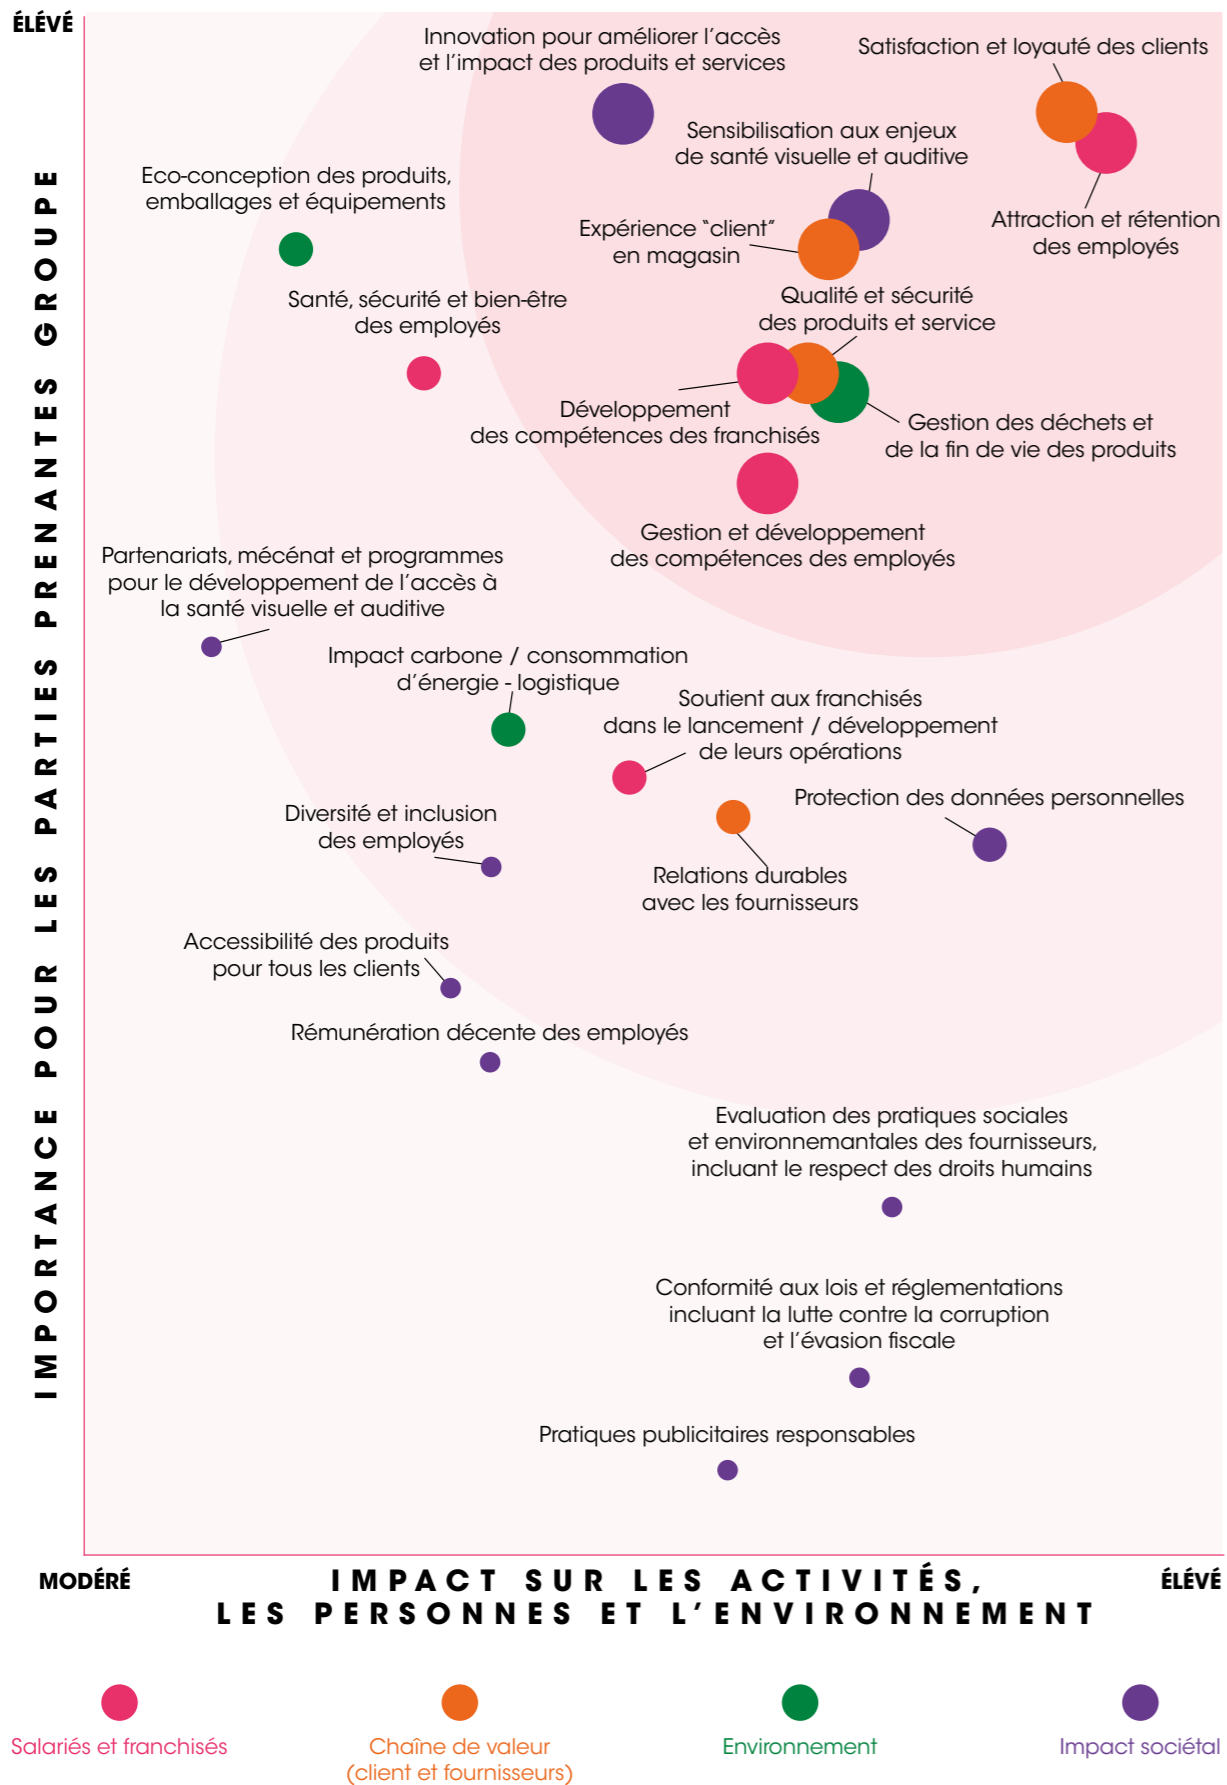 ÉLÉVÉ
IMPORTANCE POUR LES PARTIES PRENANTES GROUPE
Innovation pour améliorer l’accès
et l’impact des produits et services
Satisfaction et loyauté des clients
Sensibilisation aux enjeux
de santé visuelle et auditive
Eco-conception des produits,
emballages et équipements
Attraction et rétention
des employés
Expérience “client”
en magasin
Santé, sécurité et bien-être
des employés
Qualité et sécurité
des produits et service
Développement
des compétences des franchisés
Gestion des déchets et
de la fin de vie des produits
Gestion et développement
des compétences des employés
Partenariats, mécénat et programmes
pour le développement de l’accès à
la santé visuelle et auditive
Impact carbone / consommation
d’énergie - logistique
Soutient aux franchisés
dans le lancement / développement
de leurs opérations
Protection des données personnelles
Diversité et inclusion
des employés
Relations durables
avec les fournisseurs
Accessibilité des produits
pour tous les clients
Rémunération décente des employés
Evaluation des pratiques sociales
et environnemantales des fournisseurs,
incluant le respect des droits humains
Conformité aux lois et réglementations
incluant la lutte contre la corruption
et l’évasion fiscale
Pratiques publicitaires responsables
MODÉRÉ
IMPACT SUR LES ACTIVITÉS,
LES PERSONNES ET L’ENVIRONNEMENT
ÉLÉVÉ
Salariés et franchisés
Chaîne de valeur
(client et fournisseurs)
Environnement
Impact sociétal